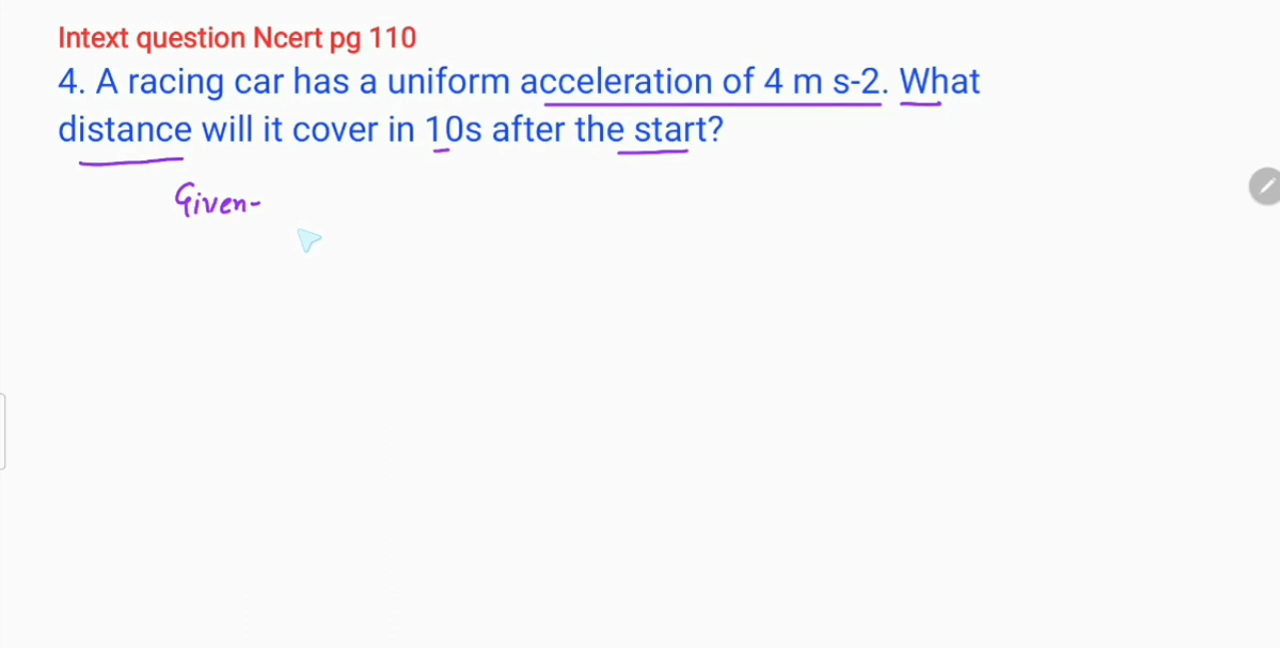 Intext question Ncert pg 110
4. A racing car has a uniform acceleration of 4 m s-2. What
distance will it cover in 10s after the start?
Given-